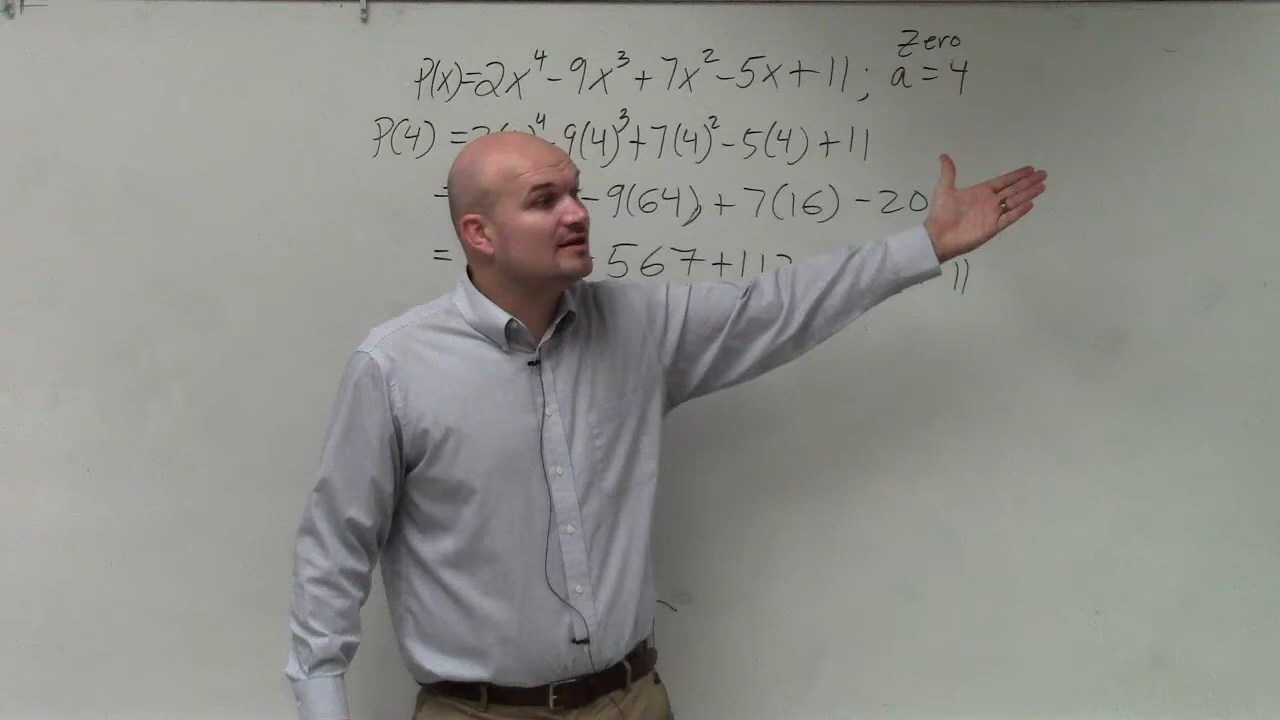 Zero
P(x)=2x⁴-9x³+7x²-5x+11; a=4
P(4) = 9(4)³+7(4)²-5(4)+11
= -9(64)+7(16)-20
= 567+11 11